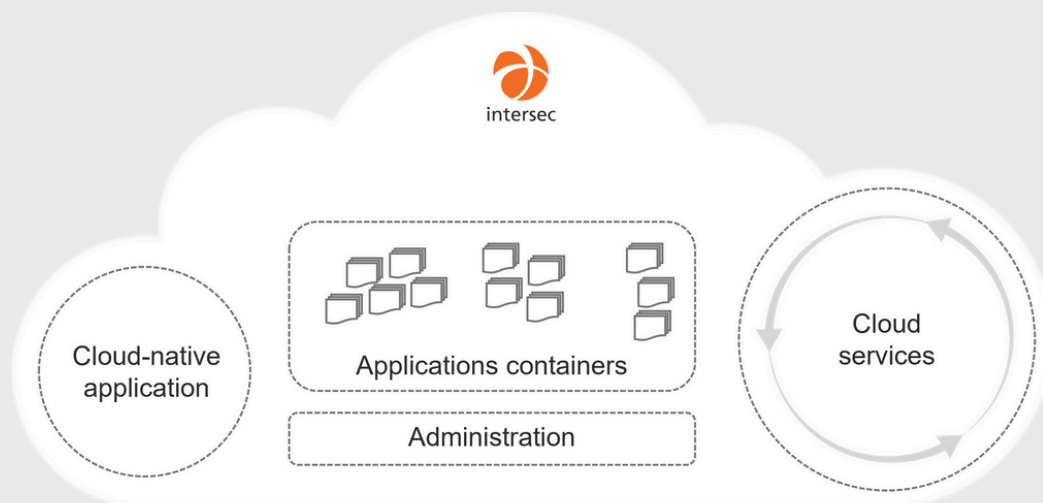 intersec
Cloud-native
application
Applications containers
Administration
Cloud
services